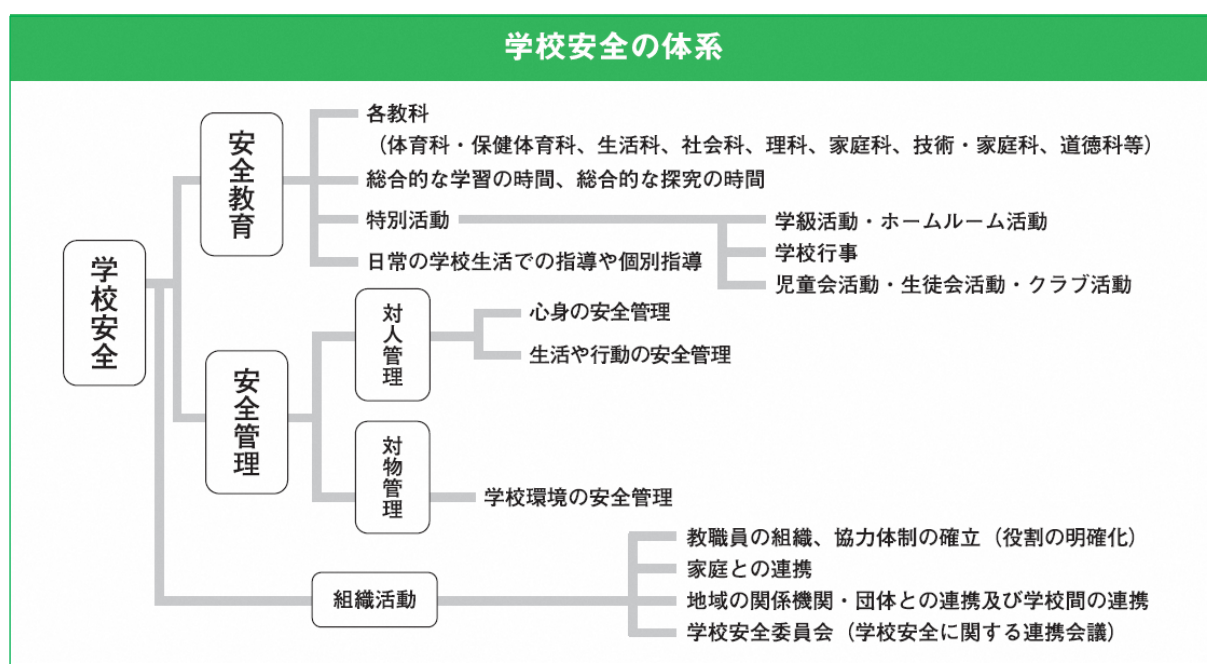 学校安全の体系
学校安全
安全教育
各教科
（体育科・保健体育科、生活科、社会科、理科、家庭科、技術・家庭科、道徳科等）
総合的な学習の時間、総合的な探究の時間
特別活動
学級活動・ホームルーム活動
学校行事
児童会活動・生徒会活動・クラブ活動
日常の学校生活での指導や個別指導
安全管理
対人管理
心身の安全管理
生活や行動の安全管理
対物管理
学校環境の安全管理
組織活動
教職員の組織、協力体制の確立（役割の明確化）
家庭との連携
地域の関係機関・団体との連携及び学校間の連携
学校安全委員会（学校安全に関する連携会議）